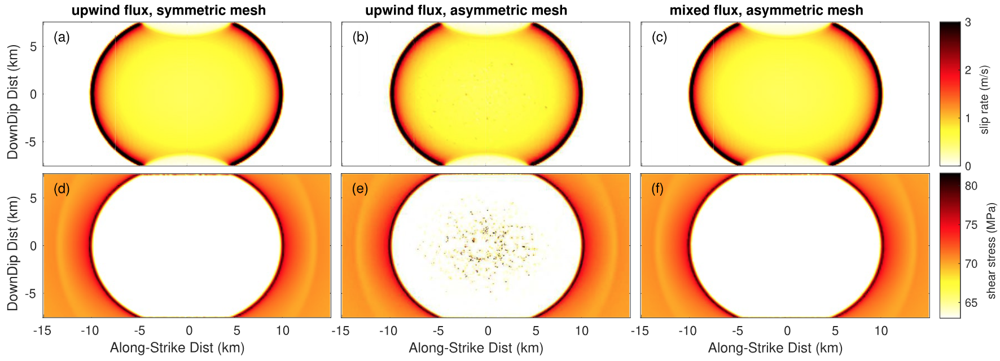 upwind flux, symmetric mesh
upwind flux, asymmetric mesh
mixed flux, asymmetric mesh
(a)
(b)
(c)
5
0
-5
DownDip Dist (km)
3
2
1
0
slip rate (m/s)
(d)
(e)
(f)
5
0
-5
DownDip Dist (km)
80
75
70
65
shear stress (MPa)
-15 -10 -5 0 5 10
-15 -10 -5 0 5 10
-15 -10 -5 0 5 10
Along-Strike Dist (km)
Along-Strike Dist (km)
Along-Strike Dist (km)